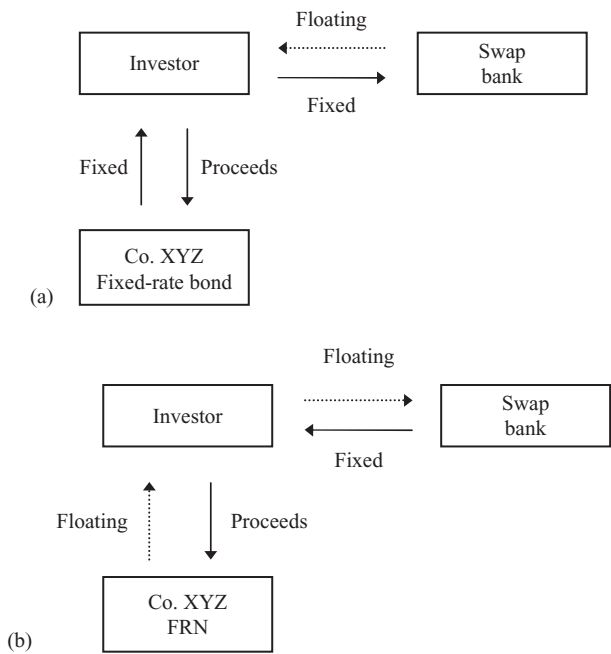 Floating
Investor
Swap
bank
Fixed
Fixed
Proceeds
Co. XYZ
Fixed-rate bond
(a)
Floating
Investor
Swap
bank
Fixed
Floating
Proceeds
Co. XYZ
FRN
(b)